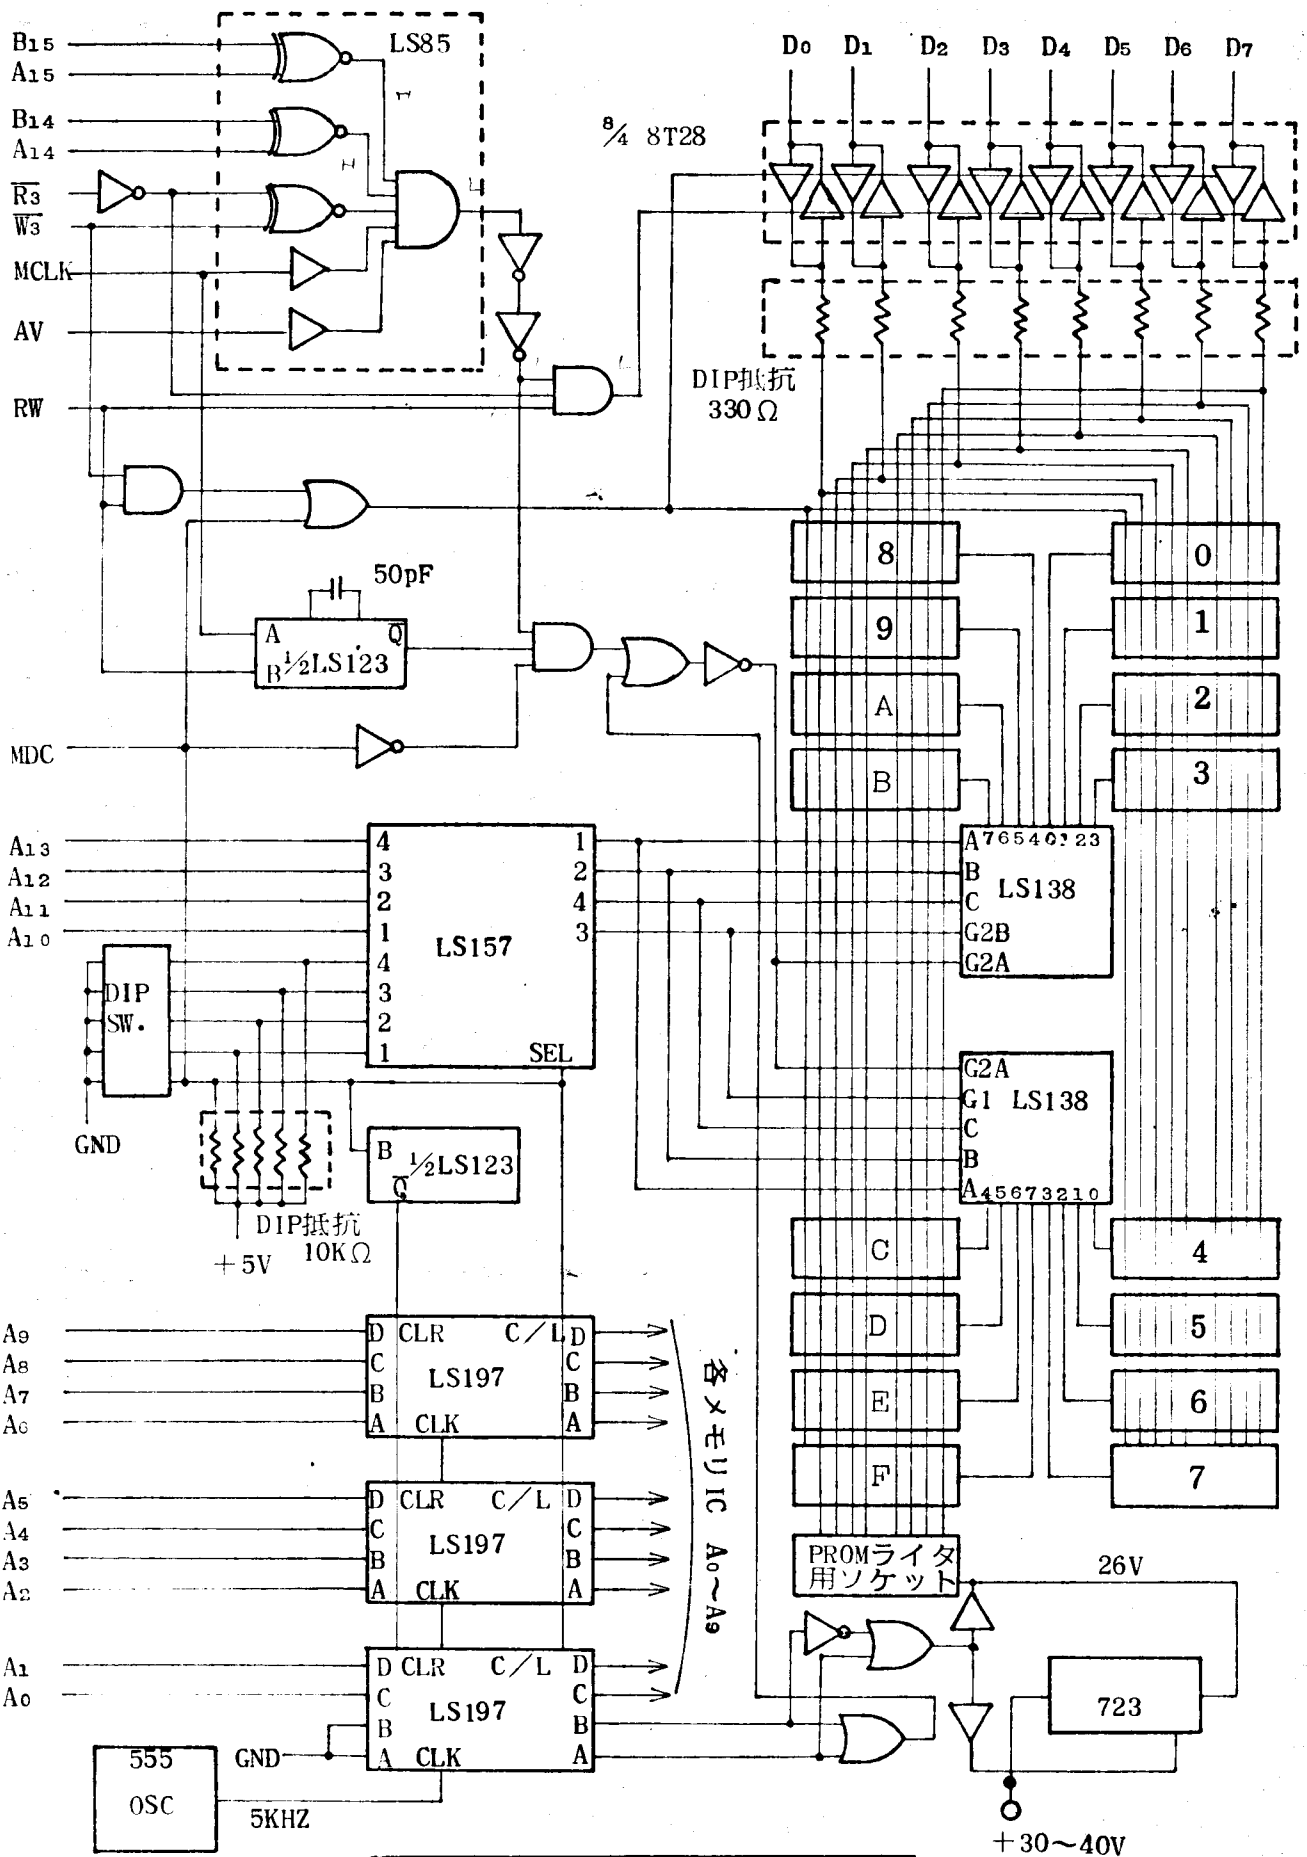 B15
A15
B14
A14
R3
W3
MCLK
AV
RW
LS85
D0 D1 D2 D3 D4 D5 D6 D7
8/4 8T28
DIP抵抗
330Ω
50pF
A Q
B 1/2LS123
MDC
8
9
A
B
0
1
2
3
A13
A12
A11
A10
4
3
2
1
4
3
2
1
LS157
SEL
1
2
4
3
DIP
SW.
GND
A 7 6 5 4 0 1 2 3
B
C
G2B
G2A
LS138
G2A
G1
C
B
A 4 5 6 7 3 2 1 0
LS138
B 1/2LS123
Q
DIP抵抗
10KΩ
+5V
C
D
E
F
4
5
6
7
A9
A8
A7
A6
D CLR C/L D
C C
LS197
B B
A CLK A
A5
A4
A3
A2
D CLR C/L D
C C
LS197
B B
A CLK A
A1
A0
D CLR C/L D
C C
LS197
B B
A CLK A
各メモリIC A0~A9
PROMライタ
用ソケット
26V
723
+30~40V
555
OSC
GND
5KHZ